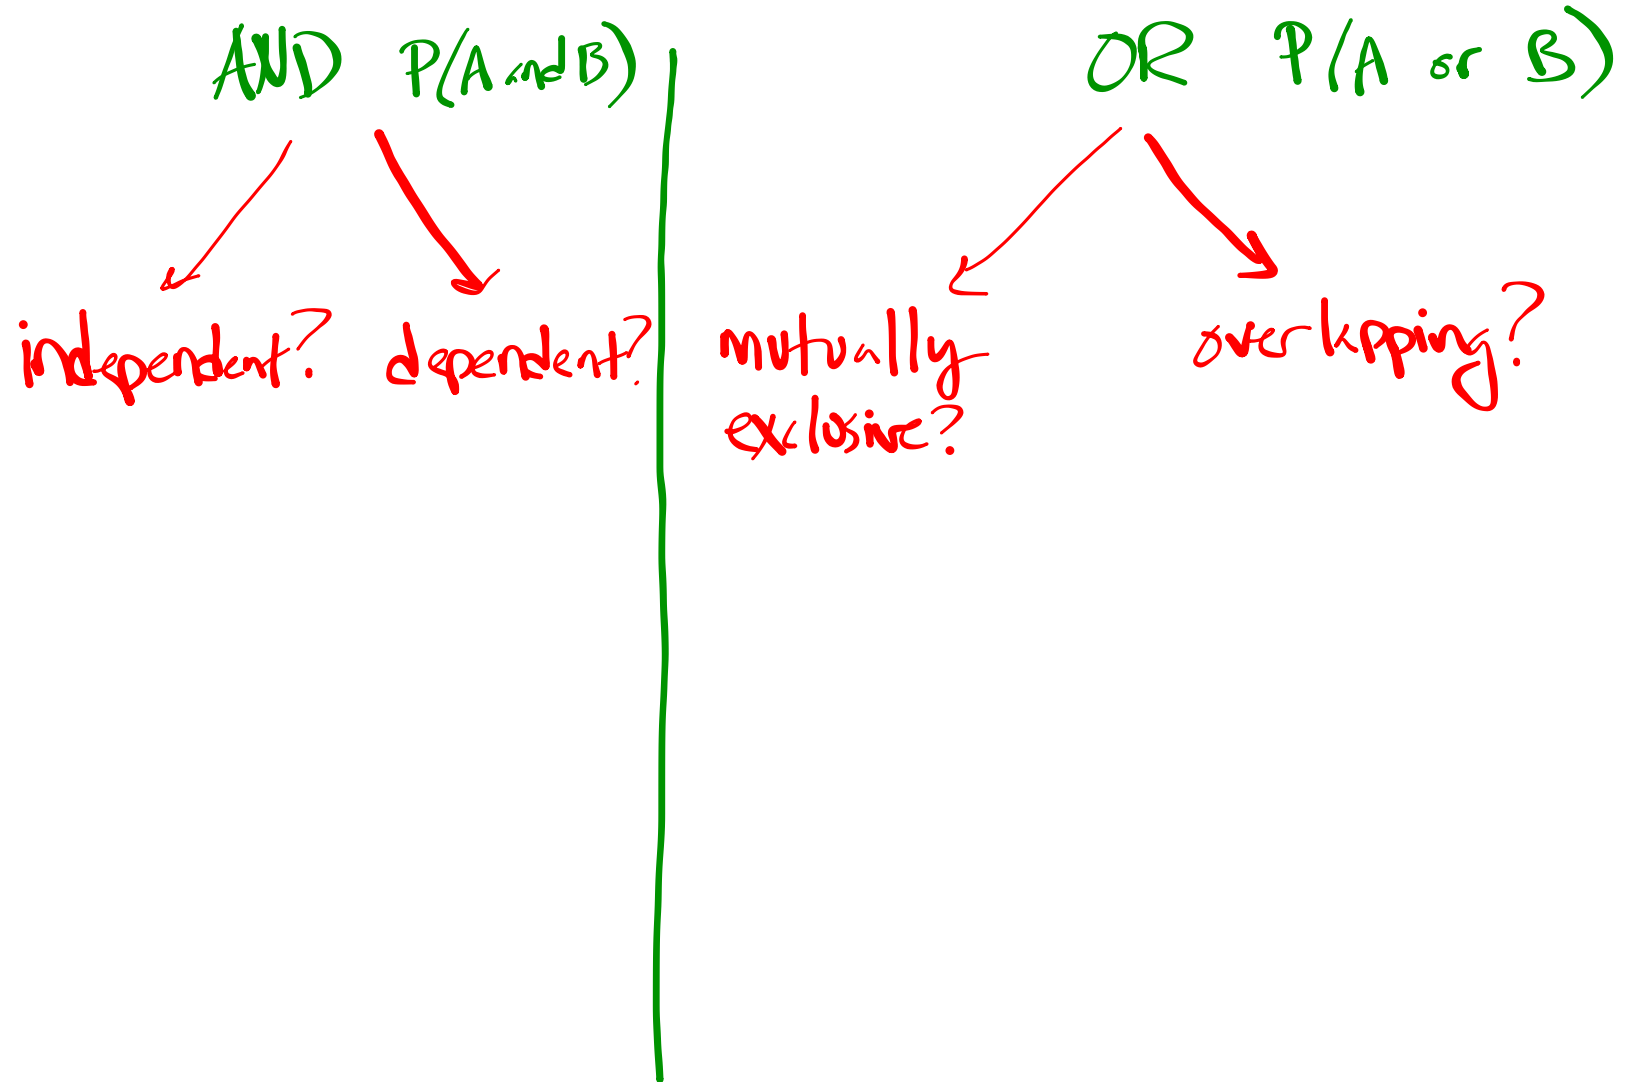 AND P(A and B)
OR P(A or B)
independent? dependent?
mutually
exclusive?
overlapping?